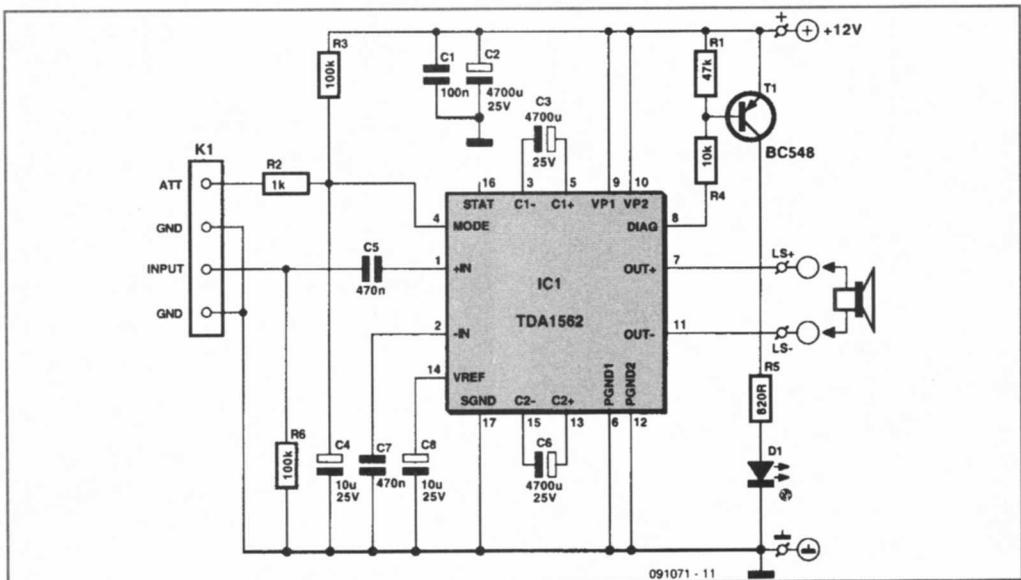 +
+12V
R3
100k
C1
100n
C2
4700u
25V
R1
47k
T1
BC548
C3
4700u
25V
10k
R4
K1
ATT
R2
1k
GND
INPUT
GND
C5
470n
16
3
5
9
10
STAT
C1-
C1+
VP1
VP2
4
MODE
DIAG
8
1
+IN
OUT+
7
LS+
IC1
TDA1562
2
-IN
OUT-
11
LS-
14
VREF
SGND
C2-
C2+
PGND1
PGND2
17
15
13
6
12
R5
820R
R6
100k
C4
10u
25V
C7
470n
C8
10u
25V
C6
4700u
25V
D1
091071 - 11